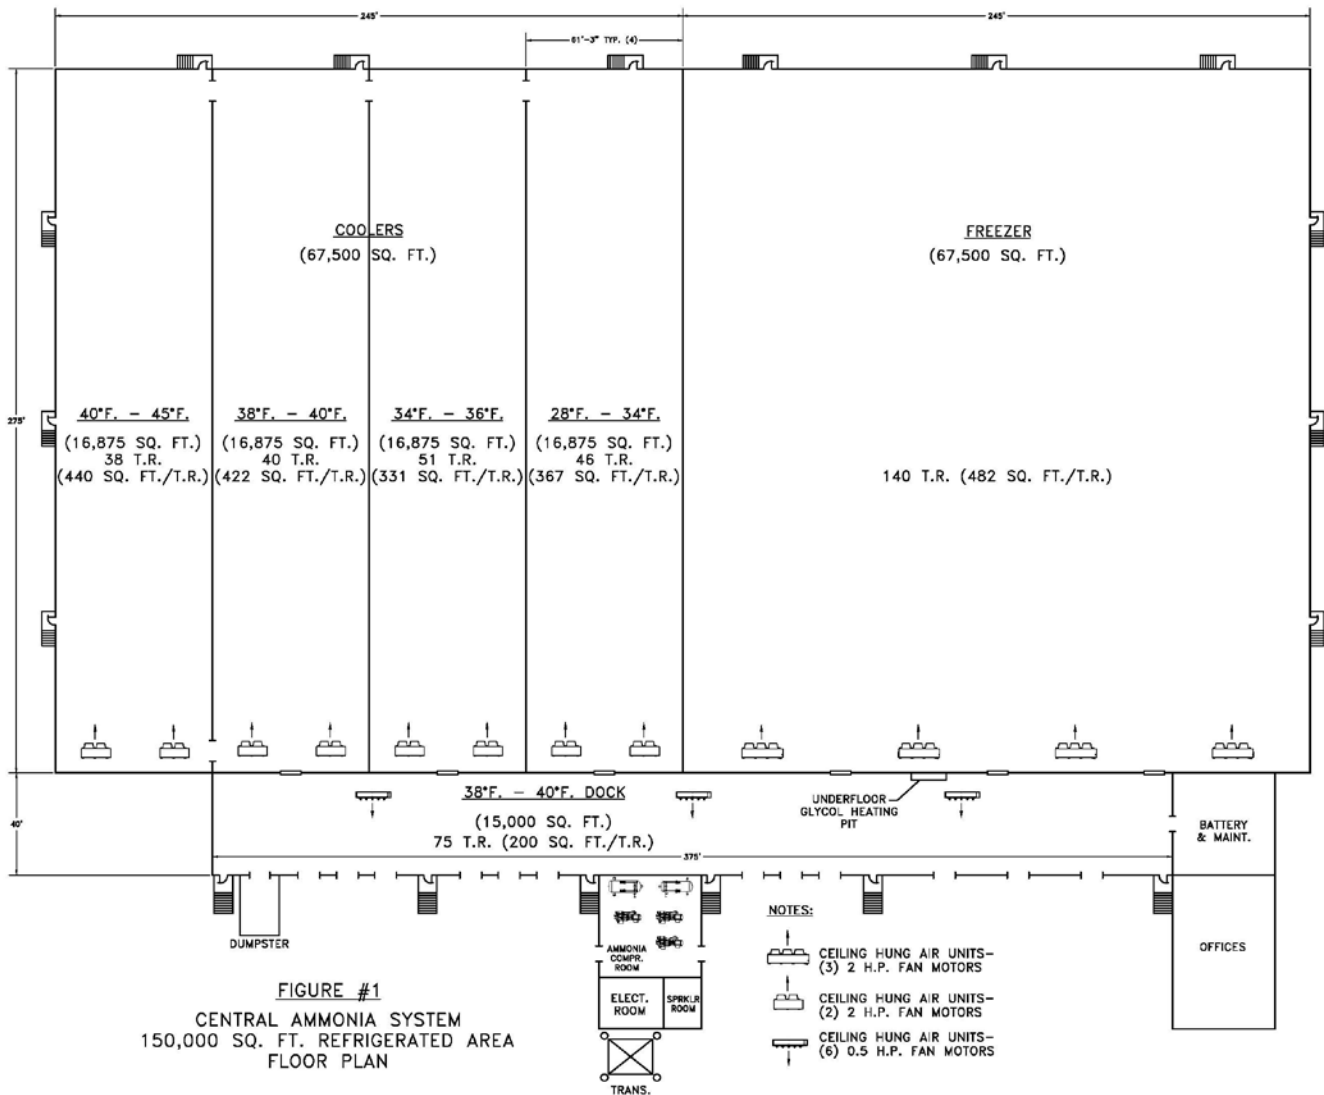 245'
245'
61'-3" TYP. (4)
275'
COOLERS
(67,500 SQ. FT.)
FREEZER
(67,500 SQ. FT.)
40°F. – 45°F.
(16,875 SQ. FT.)
38 T.R.
(440 SQ. FT./T.R.)
38°F. – 40°F.
(16,875 SQ. FT.)
40 T.R.
(422 SQ. FT./T.R.)
34°F. – 36°F.
(16,875 SQ. FT.)
51 T.R.
(331 SQ. FT./T.R.)
28°F. – 34°F.
(16,875 SQ. FT.)
46 T.R.
(367 SQ. FT./T.R.)
140 T.R. (482 SQ. FT./T.R.)
40'
38°F. – 40°F. DOCK
(15,000 SQ. FT.)
75 T.R. (200 SQ. FT./T.R.)
375'
UNDERFLOOR
GLYCOL HEATING
PIT
BATTERY
& MAINT.
DUMPSTER
AMMONIA
COMPR.
ROOM
ELECT.
ROOM
SPRKLR
ROOM
TRANS.
OFFICES
NOTES:
CEILING HUNG AIR UNITS–
(3) 2 H.P. FAN MOTORS
CEILING HUNG AIR UNITS–
(2) 2 H.P. FAN MOTORS
CEILING HUNG AIR UNITS–
(6) 0.5 H.P. FAN MOTORS
FIGURE #1
CENTRAL AMMONIA SYSTEM
150,000 SQ. FT. REFRIGERATED AREA
FLOOR PLAN